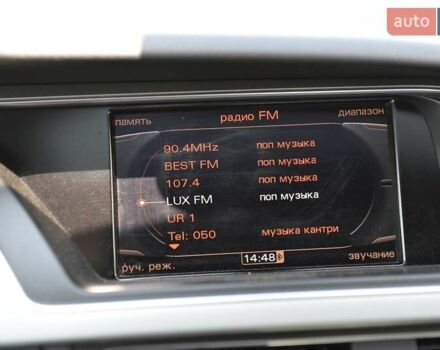 auto
память радио FM диапазон
90.4MHz поп музыка
BEST FM поп музыка
107.4 поп музыка
LUX FM поп музыка
UR 1
Tel: 050 музыка кантри
руч. реж. 14:48 звучание